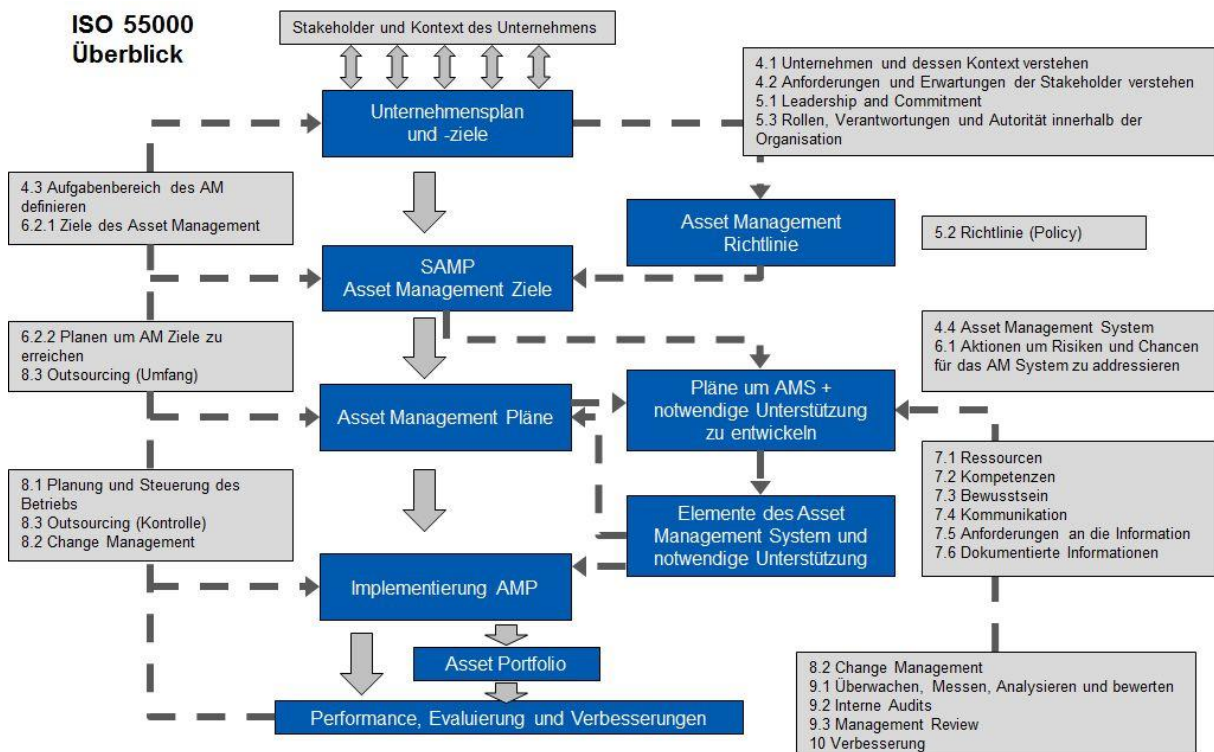 ISO 55000
Überblick
Stakeholder und Kontext des Unternehmens
Unternehmensplan
und -ziele
4.1 Unternehmen und dessen Kontext verstehen
4.2 Anforderungen und Erwartungen der Stakeholder verstehen
5.1 Leadership and Commitment
5.3 Rollen, Verantwortungen und Autorität innerhalb der
Organisation
4.3 Aufgabenbereich des AM
definieren
6.2.1 Ziele des Asset Management
Asset Management
Richtlinie
5.2 Richtlinie (Policy)
SAMP
Asset Management Ziele
6.2.2 Planen um AM Ziele zu
erreichen
8.3 Outsourcing (Umfang)
4.4 Asset Management System
6.1 Aktionen um Risiken und Chancen
für das AM System zu addressieren
Asset Management Pläne
Pläne um AMS +
notwendige Unterstützung
zu entwickeln
7.1 Ressourcen
7.2 Kompetenzen
7.3 Bewusstsein
7.4 Kommunikation
7.5 Anforderungen an die Information
7.6 Dokumentierte Informationen
8.1 Planung und Steuerung des
Betriebs
8.3 Outsourcing (Kontrolle)
8.2 Change Management
Elemente des Asset
Management System und
notwendige Unterstützung
Implementierung AMP
Asset Portfolio
Performance, Evaluierung und Verbesserungen
8.2 Change Management
9.1 Überwachen, Messen, Analysieren und bewerten
9.2 Interne Audits
9.3 Management Review
10 Verbesserung